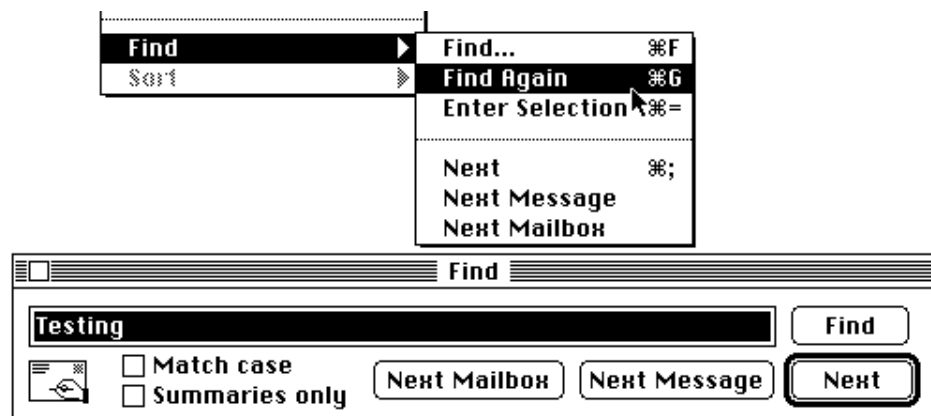 Find Find... ⌘F
Sort Find Again ⌘G
Enter Selection ⌘=
Next ⌘;
Next Message
Next Mailbox
Find
Testing Find
Match case
Summaries only Next Mailbox Next Message Next